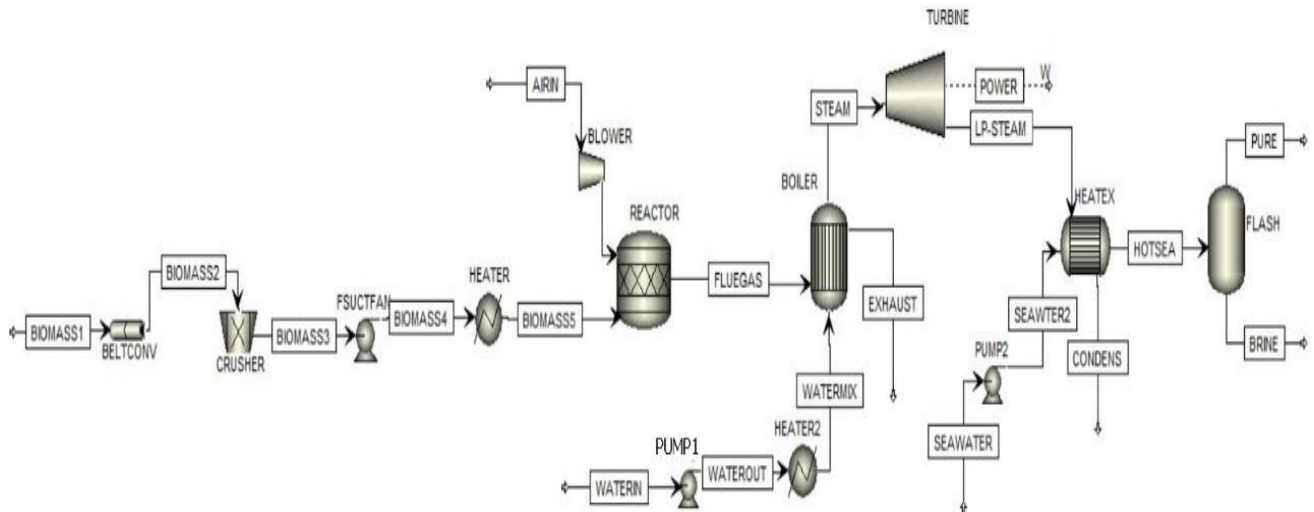 TURBINE
AIRIN
POWER
W
STEAM
LP-STEAM
BLOWER
PURE
BOILER
HEATEX
REACTOR
FLASH
BIOMASS2
HEATER
FLUEGAS
HOTSEA
FSUCTFAN
BIOMASS4
BIOMASS5
EXHAUST
SEAWTER2
BIOMASS1
BIOMASS3
BELTCONV
CRUSHER
PUMP2
BRINE
CONDENS
WATERMIX
HEATER2
PUMP1
SEAWATER
WATEROUT
WATERIN